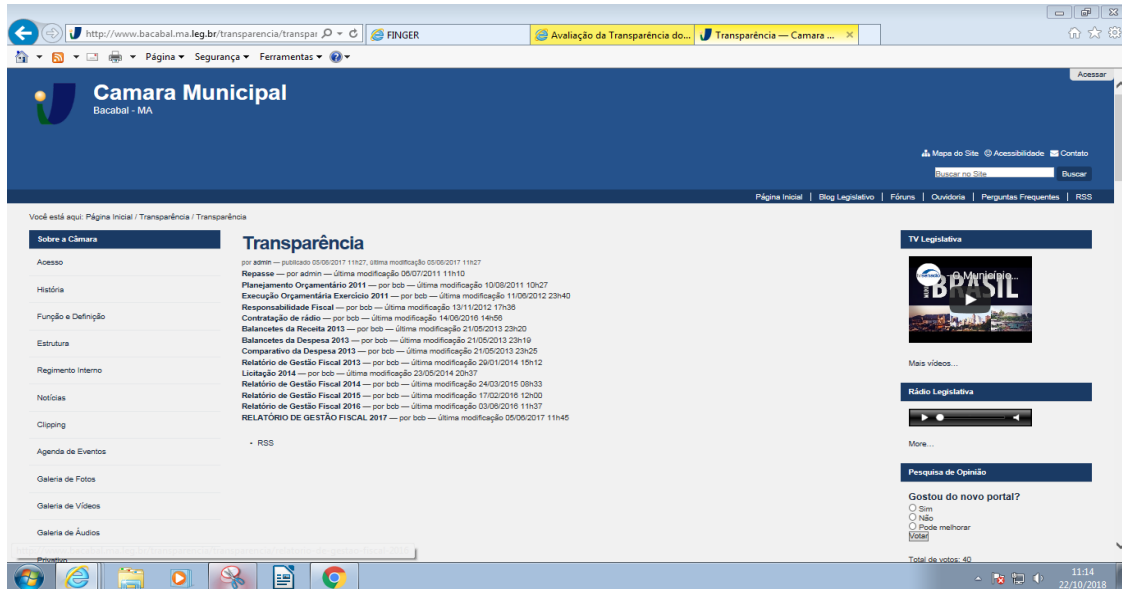 http://www.bacabal.ma.leg.br/transparencia/transpar
FINGER
Avaliação da Transparência do...
Transparência — Camara ...
Página
Segurança
Ferramentas
Acessar
Camara Municipal
Bacabal - MA
Mapa do Site
Acessibilidade
Contato
Buscar no Site
Buscar
Página Inicial | Blog Legislativo | Fóruns | Ouvidoria | Perguntas Frequentes | RSS
Você está aqui: Página Inicial / Transparência / Transparência
Sobre a Câmara
Acesso
História
Função e Definição
Estrutura
Regimento Interno
Notícias
Clipping
Agenda de Eventos
Galeria de Fotos
Galeria de Vídeos
Galeria de Áudios
Privativo
Transparência
por admin — publicado 05/06/2017 11h27, última modificação 05/06/2017 11h27
Repasse — por admin — última modificação 06/07/2011 11h10
Planejamento Orçamentário 2011 — por bcb — última modificação 10/08/2011 10h27
Execução Orçamentária Exercício 2011 — por bcb — última modificação 11/06/2012 23h40
Responsabilidade Fiscal — por bcb — última modificação 13/11/2012 17h36
Contratação de rádio — por bcb — última modificação 14/06/2016 14h56
Balancetes da Receita 2013 — por bcb — última modificação 21/05/2013 23h20
Balancetes da Despesa 2013 — por bcb — última modificação 21/05/2013 23h19
Comparativo da Despesa 2013 — por bcb — última modificação 21/05/2013 23h25
Relatório de Gestão Fiscal 2013 — por bcb — última modificação 29/01/2014 15h12
Licitação 2014 — por bcb — última modificação 23/05/2014 20h37
Relatório de Gestão Fiscal 2014 — por bcb — última modificação 24/03/2015 08h33
Relatório de Gestão Fiscal 2015 — por bcb — última modificação 17/02/2016 12h00
Relatório de Gestão Fiscal 2016 — por bcb — última modificação 03/06/2016 11h37
RELATÓRIO DE GESTÃO FISCAL 2017 — por bcb — última modificação 05/06/2017 11h45
RSS
TV Legislativa
- O Município...
BRASIL
Mais vídeos...
Rádio Legislativa
More...
Pesquisa de Opinião
Gostou do novo portal?
Sim
Não
Pode melhorar
Votar
Total de votos: 40
11:14
22/10/2018